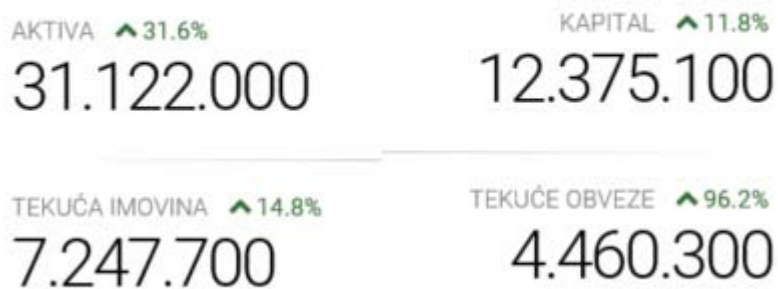 AKTIVA 31.6%
KAPITAL 11.8%
31.122.000
12.375.100
TEKUĆA IMOVINA 14.8%
TEKUĆE OBVEZE 96.2%
7.247.700
4.460.300